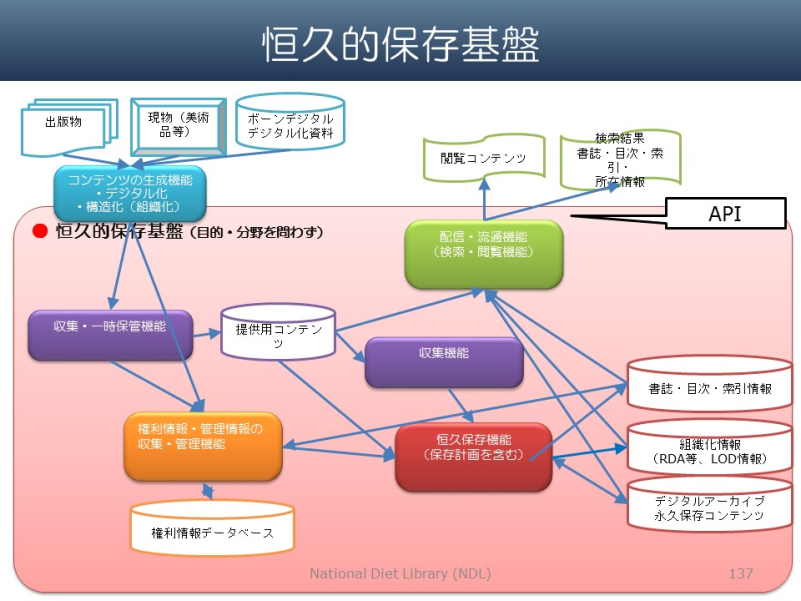 恒久的保存基盤
出版物
現物（美術
品等）
ボーンデジタル
デジタル化資料
閲覧コンテンツ
検索結果
書誌・目次・索
引・
所在情報
コンテンツの生成機能
・デジタル化
・構造化（組織化）
API
恒久的保存基盤（目的・分野を問わず）
配信・流通機能
（検索・閲覧機能）
収集・一時保管機能
提供用コンテン
ツ
収集機能
書誌・目次・索引情報
権利情報・管理情報の
収集・管理機能
恒久保存機能
（保存計画を含む）
組織化情報
（RDA等、LOD情報）
デジタルアーカイブ
永久保存コンテンツ
権利情報データベース
National Diet Library (NDL)
137